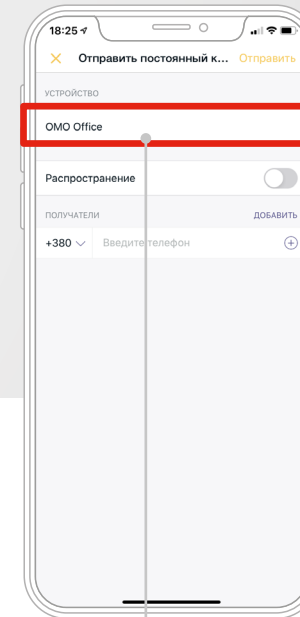 18:25
Отправить постоянный к... Отправить
УСТРОЙСТВО
OMO Office
Распространение
ПОЛУЧАТЕЛИ ДОБАВИТЬ
+380 Введите телефон